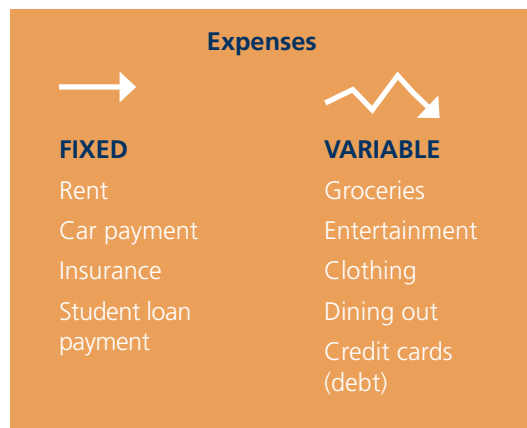 Expenses
FIXED
Rent
Car payment
Insurance
Student loan
payment
VARIABLE
Groceries
Entertainment
Clothing
Dining out
Credit cards
(debt)